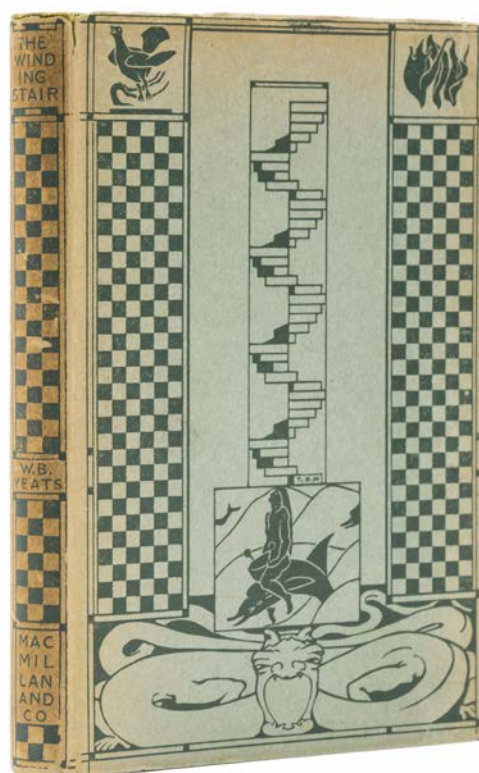 THE
WIND
ING
STAIR
W.B.
YEATS
MAC
MIL
LAN
AND
CO
T. S. M